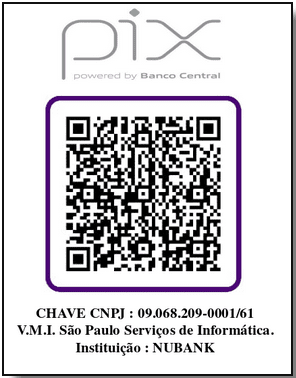 pix
powered by Banco Central
CHAVE CNPJ : 09.068.209-0001/61
V.M.I. São Paulo Serviços de Informática.
Instituição : NUBANK